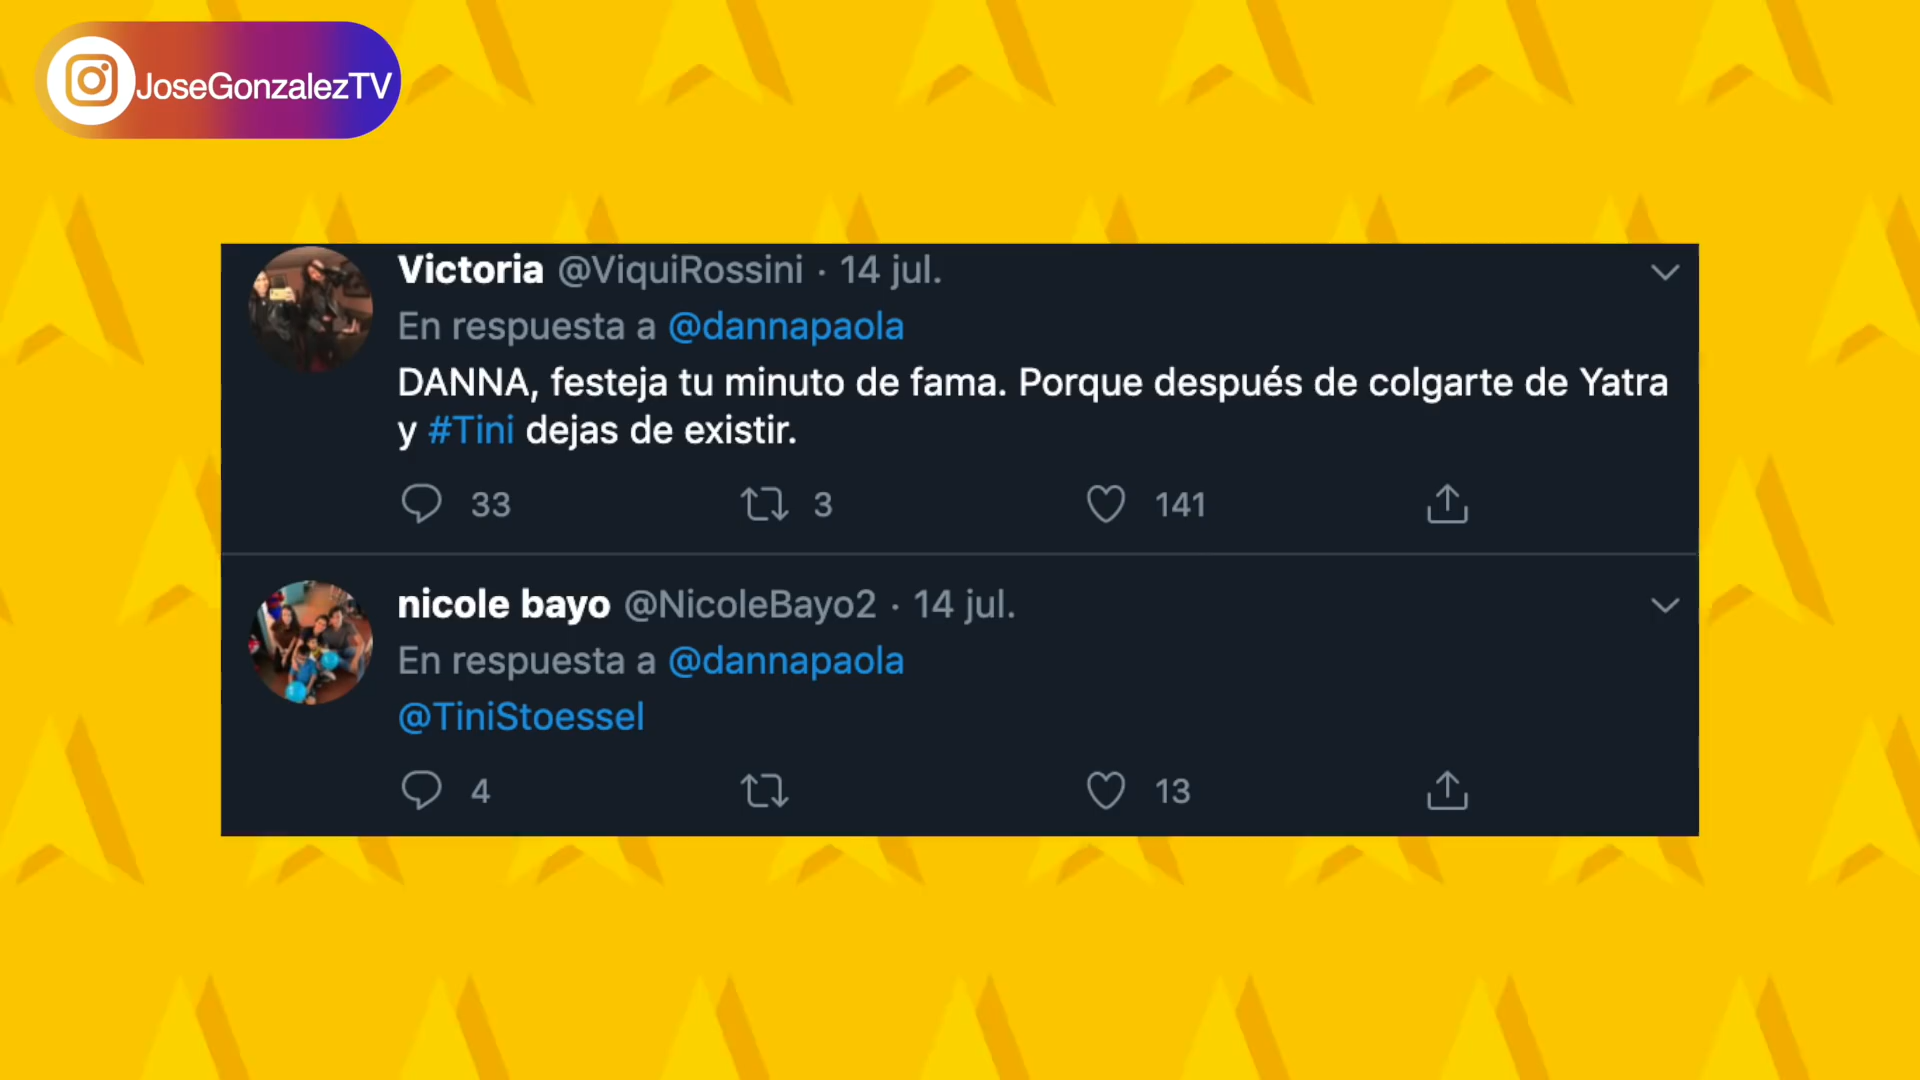 JoseGonzalezTV
Victoria @ViquiRossini · 14 jul.
En respuesta a @dannapaola
DANNA, festeja tu minuto de fama. Porque después de colgarte de Yatra
y #Tini dejas de existir.
33 3 141
nicole bayo @NicoleBayo2 · 14 jul.
En respuesta a @dannapaola
@TiniStoessel
4 13